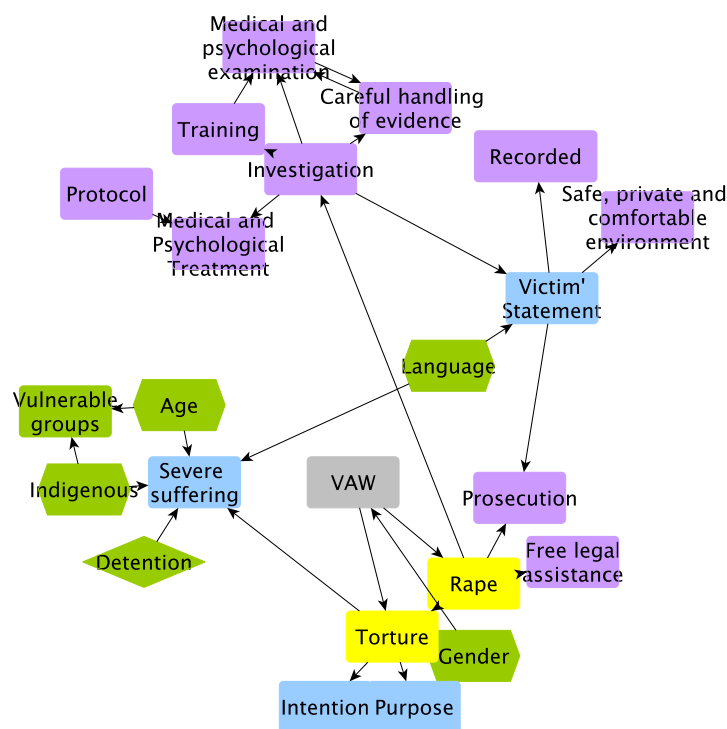 Medical and
psychological
examination
Careful handling
of evidence
Training
Recorded
Investigation
Protocol
Safe, private and
comfortable
environment
Medical and
Psychological
Treatment
Victim'
Statement
Language
Vulnerable
groups
Age
Severe
suffering
VAW
Indigenous
Prosecution
Detention
Free legal
assistance
Rape
Torture
Gender
Intention
Purpose